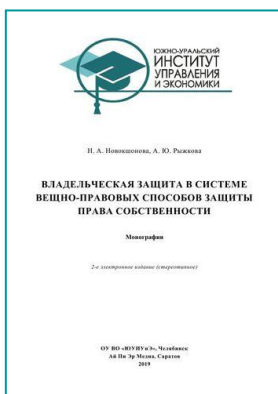 ЮЖНО-УРАЛЬСКИЙ
ИНСТИТУТ
УПРАВЛЕНИЯ
И ЭКОНОМИКИ
Н. А. Новокшонова, А. Ю. Рыжкова
ВЛАДЕЛЬЧЕСКАЯ ЗАЩИТА В СИСТЕМЕ
ВЕЩНО-ПРАВОВЫХ СПОСОБОВ ЗАЩИТЫ
ПРАВА СОБСТВЕННОСТИ
Монография
2-е электронное издание (стереотипное)
ОУ ВО «ЮУИУиЭ», Челябинск
Ай Пи Эр Медиа, Саратов
2019